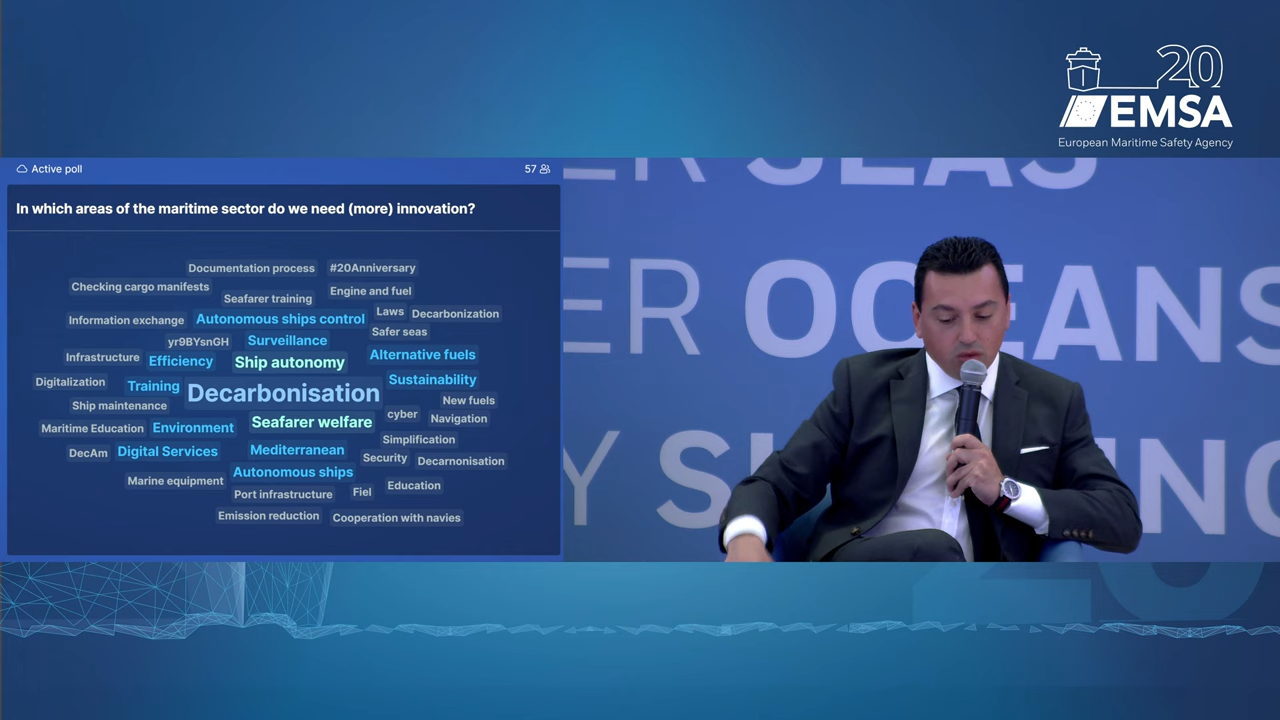 20
EMSA
European Maritime Safety Agency
Active poll
57
In which areas of the maritime sector do we need (more) innovation?
Documentation process #20Anniversary
Checking cargo manifests
Engine and fuel
Seafarer training
Laws Decarbonization
Information exchange Autonomous ships control
Safer seas
yr9BYsnGH Surveillance
Infrastructure Efficiency Ship autonomy Alternative fuels
Digitalization Training Decarbonisation Sustainability
New fuels
Ship maintenance
cyber Navigation
Maritime Education Environment Seafarer welfare
Simplification
DecAm Digital Services Mediterranean
Security Decarnonisation
Autonomous ships
Marine equipment
Port infrastructure Fiel Education
Emission reduction Cooperation with navies
ER SEAS
ER OCEANS
Y
20